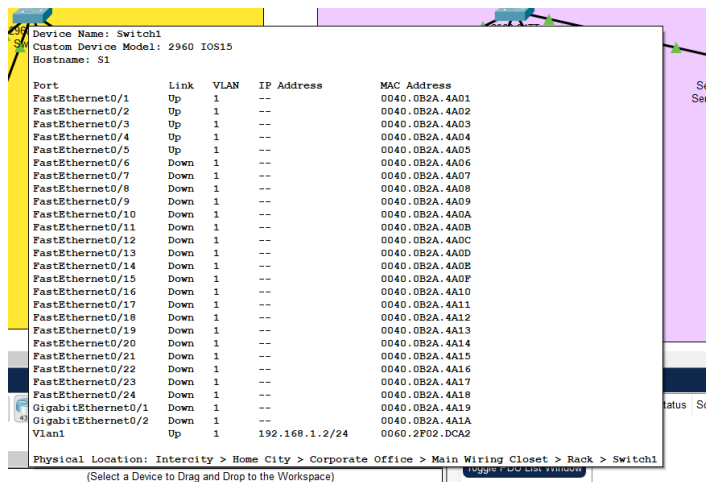 Device Name: Switch1
Custom Device Model: 2960 IOS15
Hostname: S1
Port Link VLAN IP Address MAC Address
FastEthernet0/1 Up 1 -- 0040.0B2A.4A01
FastEthernet0/2 Up 1 -- 0040.0B2A.4A02
FastEthernet0/3 Up 1 -- 0040.0B2A.4A03
FastEthernet0/4 Up 1 -- 0040.0B2A.4A04
FastEthernet0/5 Up 1 -- 0040.0B2A.4A05
FastEthernet0/6 Down 1 -- 0040.0B2A.4A06
FastEthernet0/7 Down 1 -- 0040.0B2A.4A07
FastEthernet0/8 Down 1 -- 0040.0B2A.4A08
FastEthernet0/9 Down 1 -- 0040.0B2A.4A09
FastEthernet0/10 Down 1 -- 0040.0B2A.4A0A
FastEthernet0/11 Down 1 -- 0040.0B2A.4A0B
FastEthernet0/12 Down 1 -- 0040.0B2A.4A0C
FastEthernet0/13 Down 1 -- 0040.0B2A.4A0D
FastEthernet0/14 Down 1 -- 0040.0B2A.4A0E
FastEthernet0/15 Down 1 -- 0040.0B2A.4A0F
FastEthernet0/16 Down 1 -- 0040.0B2A.4A10
FastEthernet0/17 Down 1 -- 0040.0B2A.4A11
FastEthernet0/18 Down 1 -- 0040.0B2A.4A12
FastEthernet0/19 Down 1 -- 0040.0B2A.4A13
FastEthernet0/20 Down 1 -- 0040.0B2A.4A14
FastEthernet0/21 Down 1 -- 0040.0B2A.4A15
FastEthernet0/22 Down 1 -- 0040.0B2A.4A16
FastEthernet0/23 Down 1 -- 0040.0B2A.4A17
FastEthernet0/24 Down 1 -- 0040.0B2A.4A18
GigabitEthernet0/1 Down 1 -- 0040.0B2A.4A19
GigabitEthernet0/2 Down 1 -- 0040.0B2A.4A1A
Vlan1 Up 1 192.168.1.2/24 0060.2F02.DCA2
Physical Location: Intercity > Home City > Corporate Office > Main Wiring Closet > Rack > Switch1
Toggle PDU List Window
(Select a Device to Drag and Drop to the Workspace)